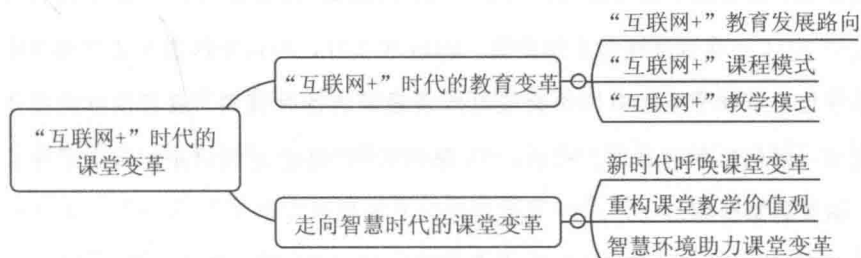 “互联网+”时代的
课堂变革
“互联网+”时代的教育变革
“互联网+”教育发展路向
“互联网+”课程模式
“互联网+”教学模式
走向智慧时代的课堂变革
新时代呼唤课堂变革
重构课堂教学价值观
智慧环境助力课堂变革